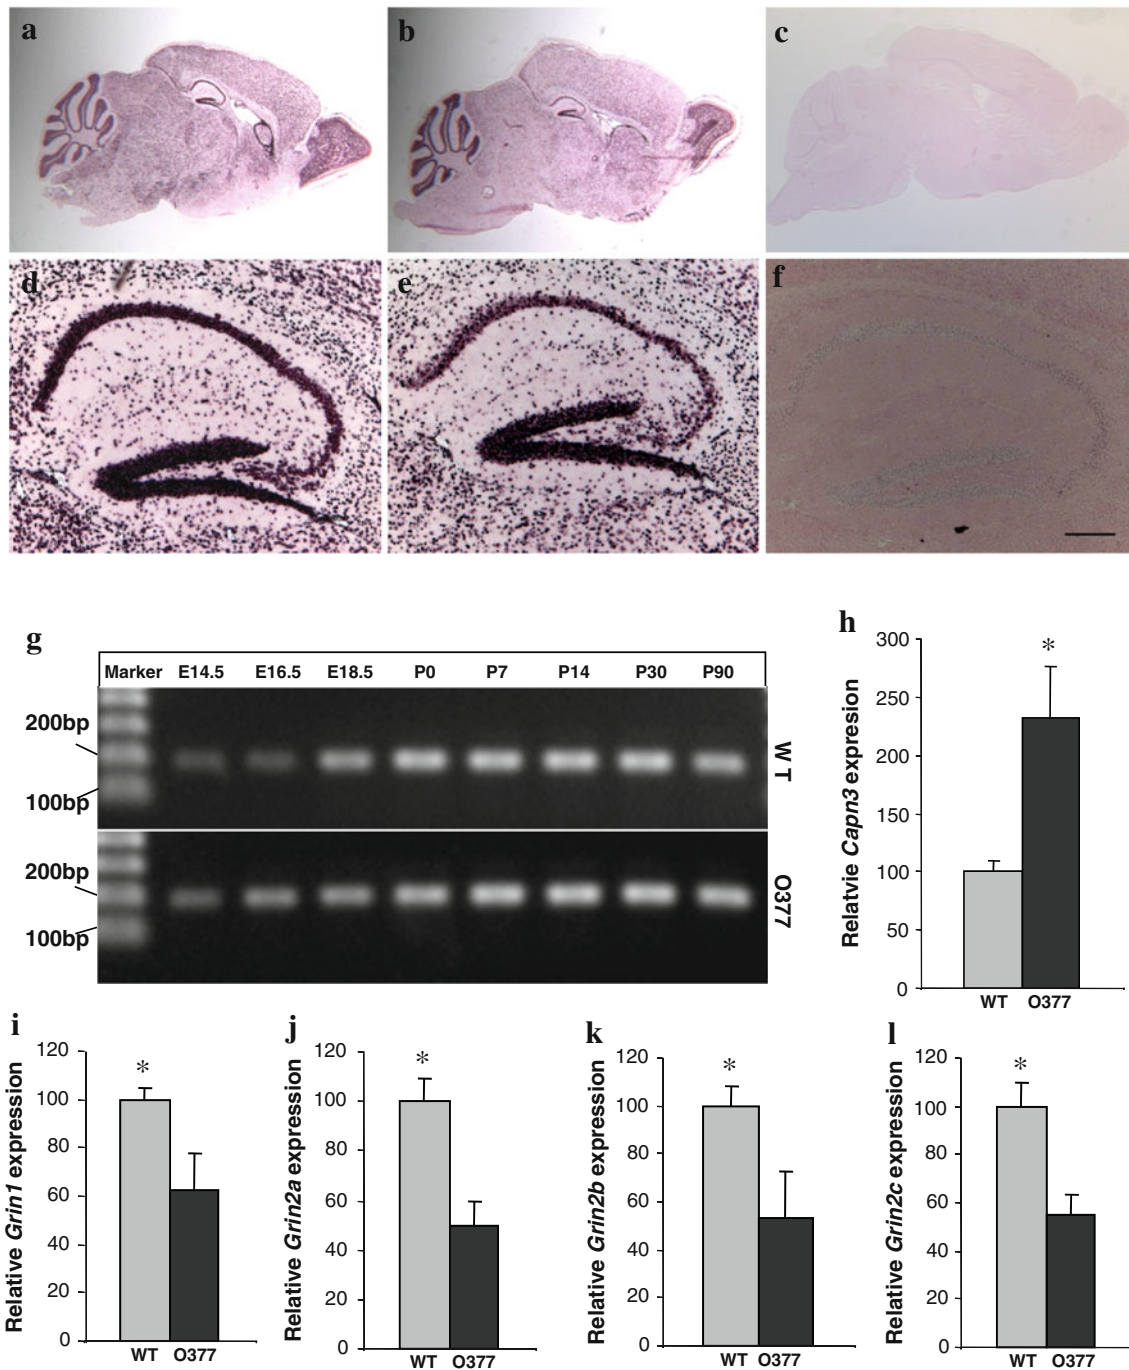 a
b
c
d
e
f
g
Marker E14.5 E16.5 E18.5 P0 P7 P14 P30 P90
200bp
100bp
W T
200bp
100bp
O377
h
Relatvie Capn3 expresion
300
250
200
150
100
50
0
*
WT O377
i
Relative Grin1 expression
120
100
80
60
40
20
0
*
WT O377
j
Relative Grin2a expression
120
100
80
60
40
20
0
*
WT O377
k
Relative Grin2b expression
120
100
80
60
40
20
0
*
WT O377
l
Relative Grin2c expression
120
100
80
60
40
20
0
*
WT O377